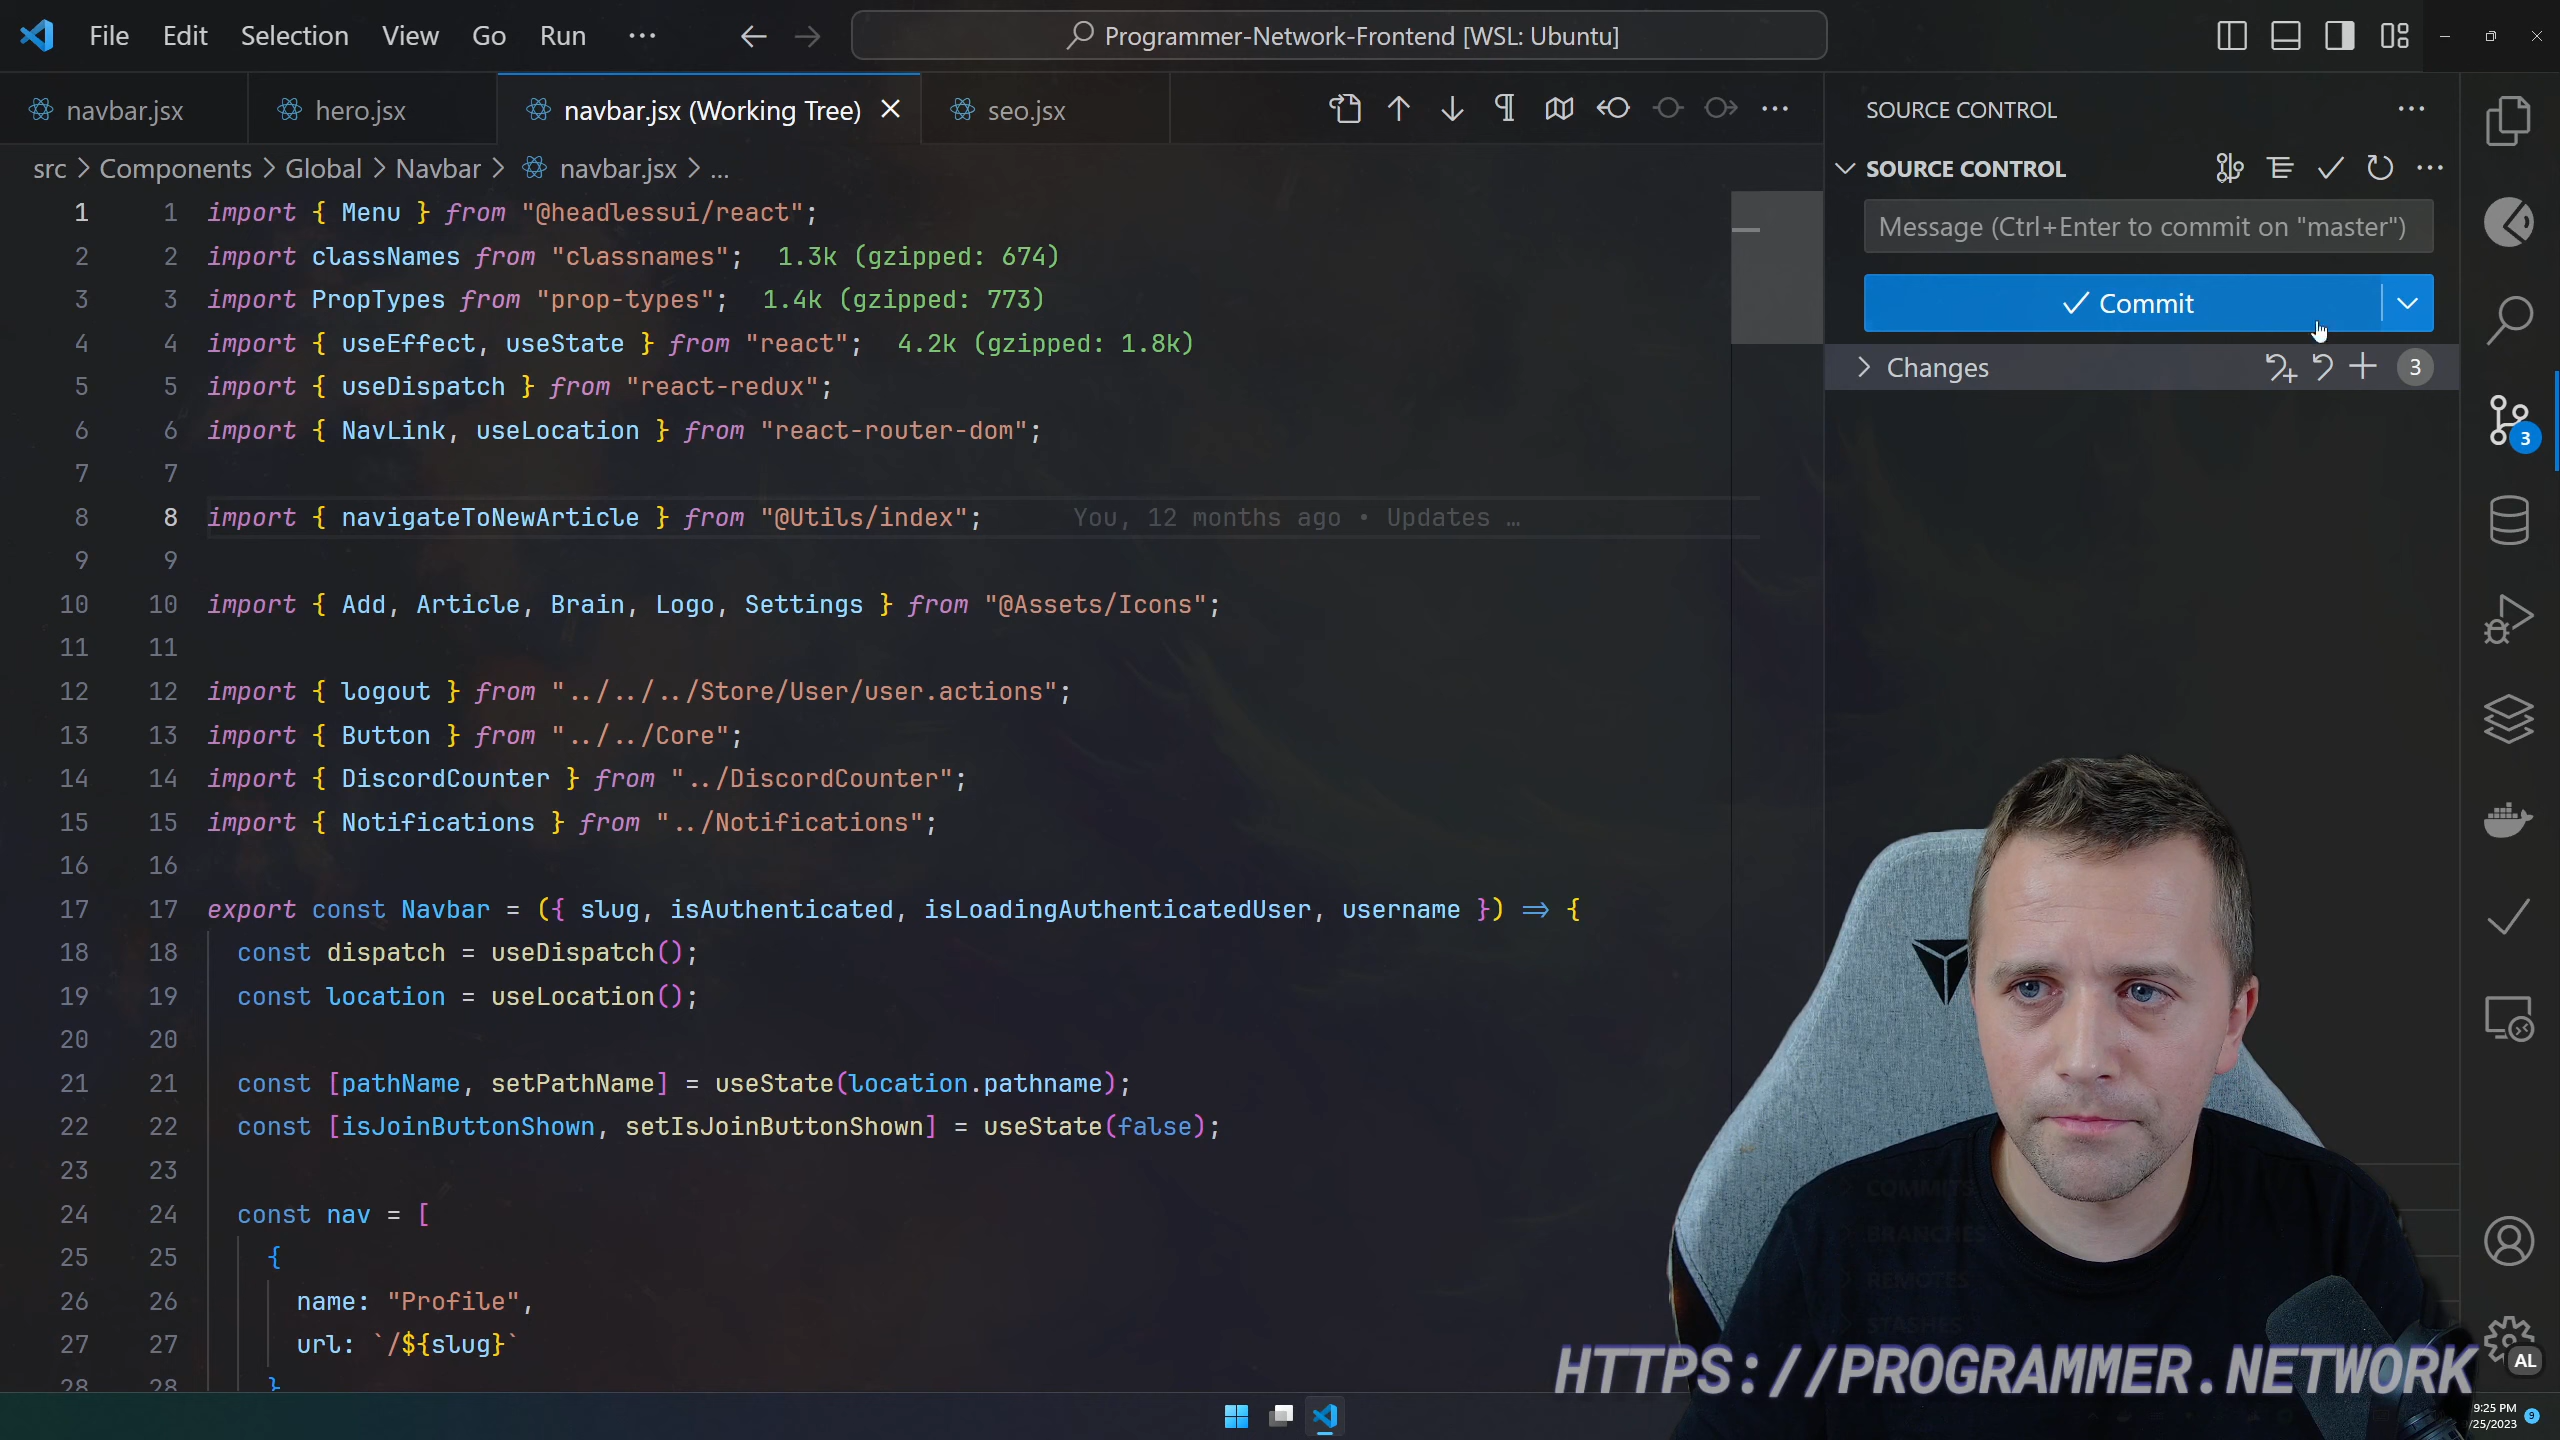 File Edit Selection View Go Run ···
Programmer-Network-Frontend [WSL: Ubuntu]
navbar.jsx hero.jsx navbar.jsx (Working Tree) seo.jsx
src > Components > Global > Navbar > navbar.jsx > ...
1 1 import { Menu } from "@headlessui/react";
2 2 import classNames from "classnames"; 1.3k (gzipped: 674)
3 3 import PropTypes from "prop-types"; 1.4k (gzipped: 773)
4 4 import { useEffect, useState } from "react"; 4.2k (gzipped: 1.8k)
5 5 import { useDispatch } from "react-redux";
6 6 import { NavLink, useLocation } from "react-router-dom";
7 7
8 8 import { navigateToNewArticle } from "@Utils/index"; You, 12 months ago • Updates …
9 9
10 10 import { Add, Article, Brain, Logo, Settings } from "@Assets/Icons";
11 11
12 12 import { logout } from "../../../Store/User/user.actions";
13 13 import { Button } from "../../Core";
14 14 import { DiscordCounter } from "../DiscordCounter";
15 15 import { Notifications } from "../Notifications";
16 16
17 17 export const Navbar = ({ slug, isAuthenticated, isLoadingAuthenticatedUser, username }) => {
18 18 const dispatch = useDispatch();
19 19 const location = useLocation();
20 20
21 21 const [pathName, setPathName] = useState(location.pathname);
22 22 const [isJoinButtonShown, setIsJoinButtonShown] = useState(false);
23 23
24 24 const nav = [
25 25 {
26 26 name: "Profile",
27 27 url: `/${slug}`
28 28 }
SOURCE CONTROL
SOURCE CONTROL
Message (Ctrl+Enter to commit on "master")
Commit
Changes 3
3
COMMITS
BRANCHES
REMOTES
STASHES
HTTPS://PROGRAMMER.NETWORK
AL
9:25 PM
/25/2023
9